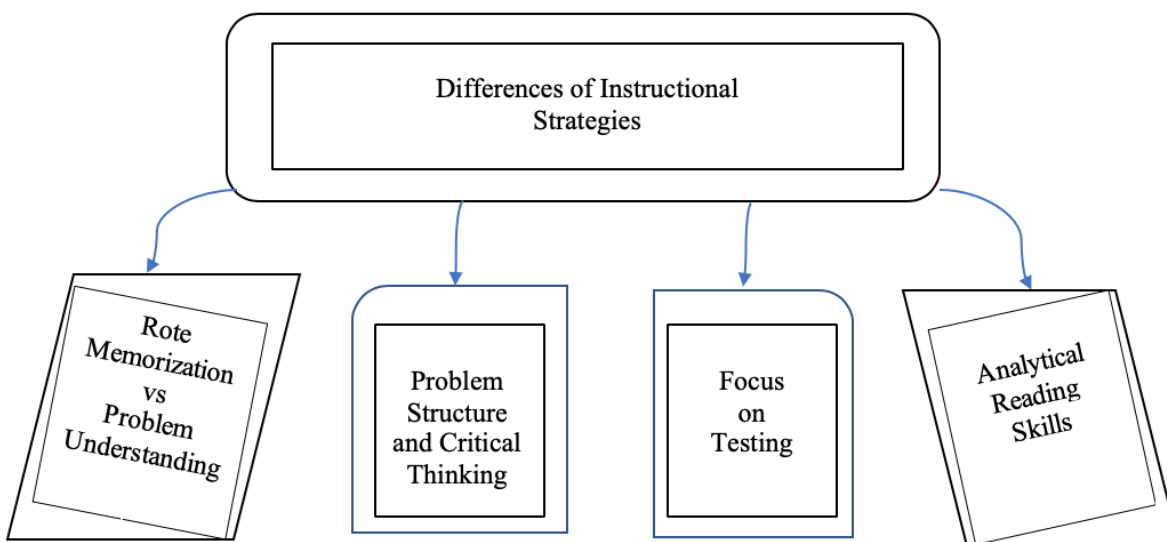 Differences of Instructional
Strategies
Rote
Memorization
vs
Problem
Understanding
Problem
Structure
and Critical
Thinking
Focus
on
Testing
Analytical
Reading
Skills